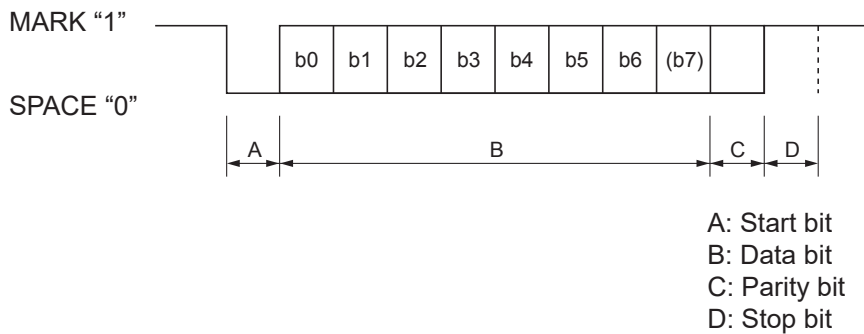 MARK “1”
b0 b1 b2 b3 b4 b5 b6 (b7)
SPACE “0”
A B C D
A: Start bit
B: Data bit
C: Parity bit
D: Stop bit